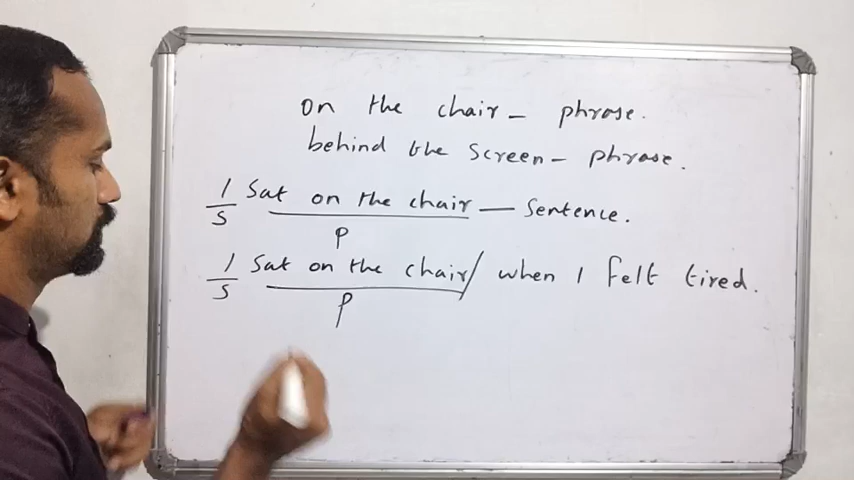 on the chair - phrase.
behind the screen - phrase.
I sat on the chair — Sentence.
S P
I sat on the chair / when I felt tired.
S P